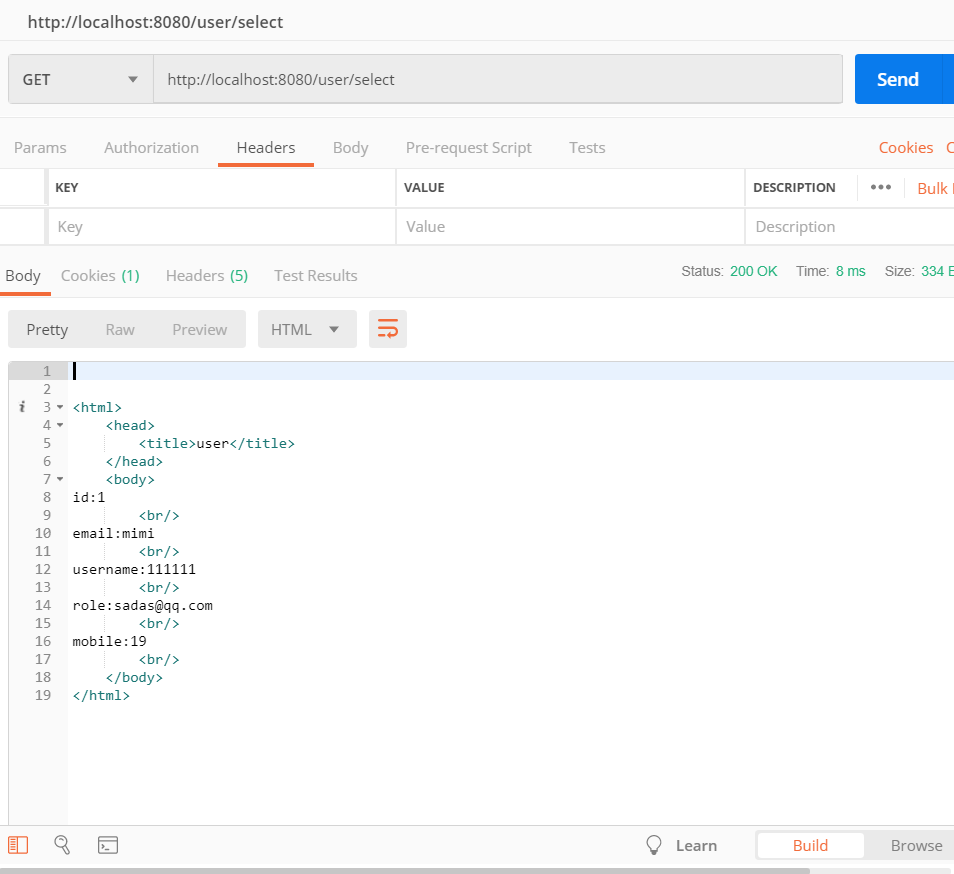 http://localhost:8080/user/select
GET http://localhost:8080/user/select Send
Params Authorization Headers Body Pre-request Script Tests Cookies
KEY VALUE DESCRIPTION ••• Bulk
Key Value Description
Body Cookies (1) Headers (5) Test Results Status: 200 OK Time: 8 ms Size: 334
Pretty Raw Preview HTML
1
2
i 3 <html>
4 <head>
5 <title>user</title>
6 </head>
7 <body>
8 id:1
9 <br/>
10 email:mimi
11 <br/>
12 username:111111
13 <br/>
14 role:sadas@qq.com
15 <br/>
16 mobile:19
17 <br/>
18 </body>
19 </html>
Learn Build Browse